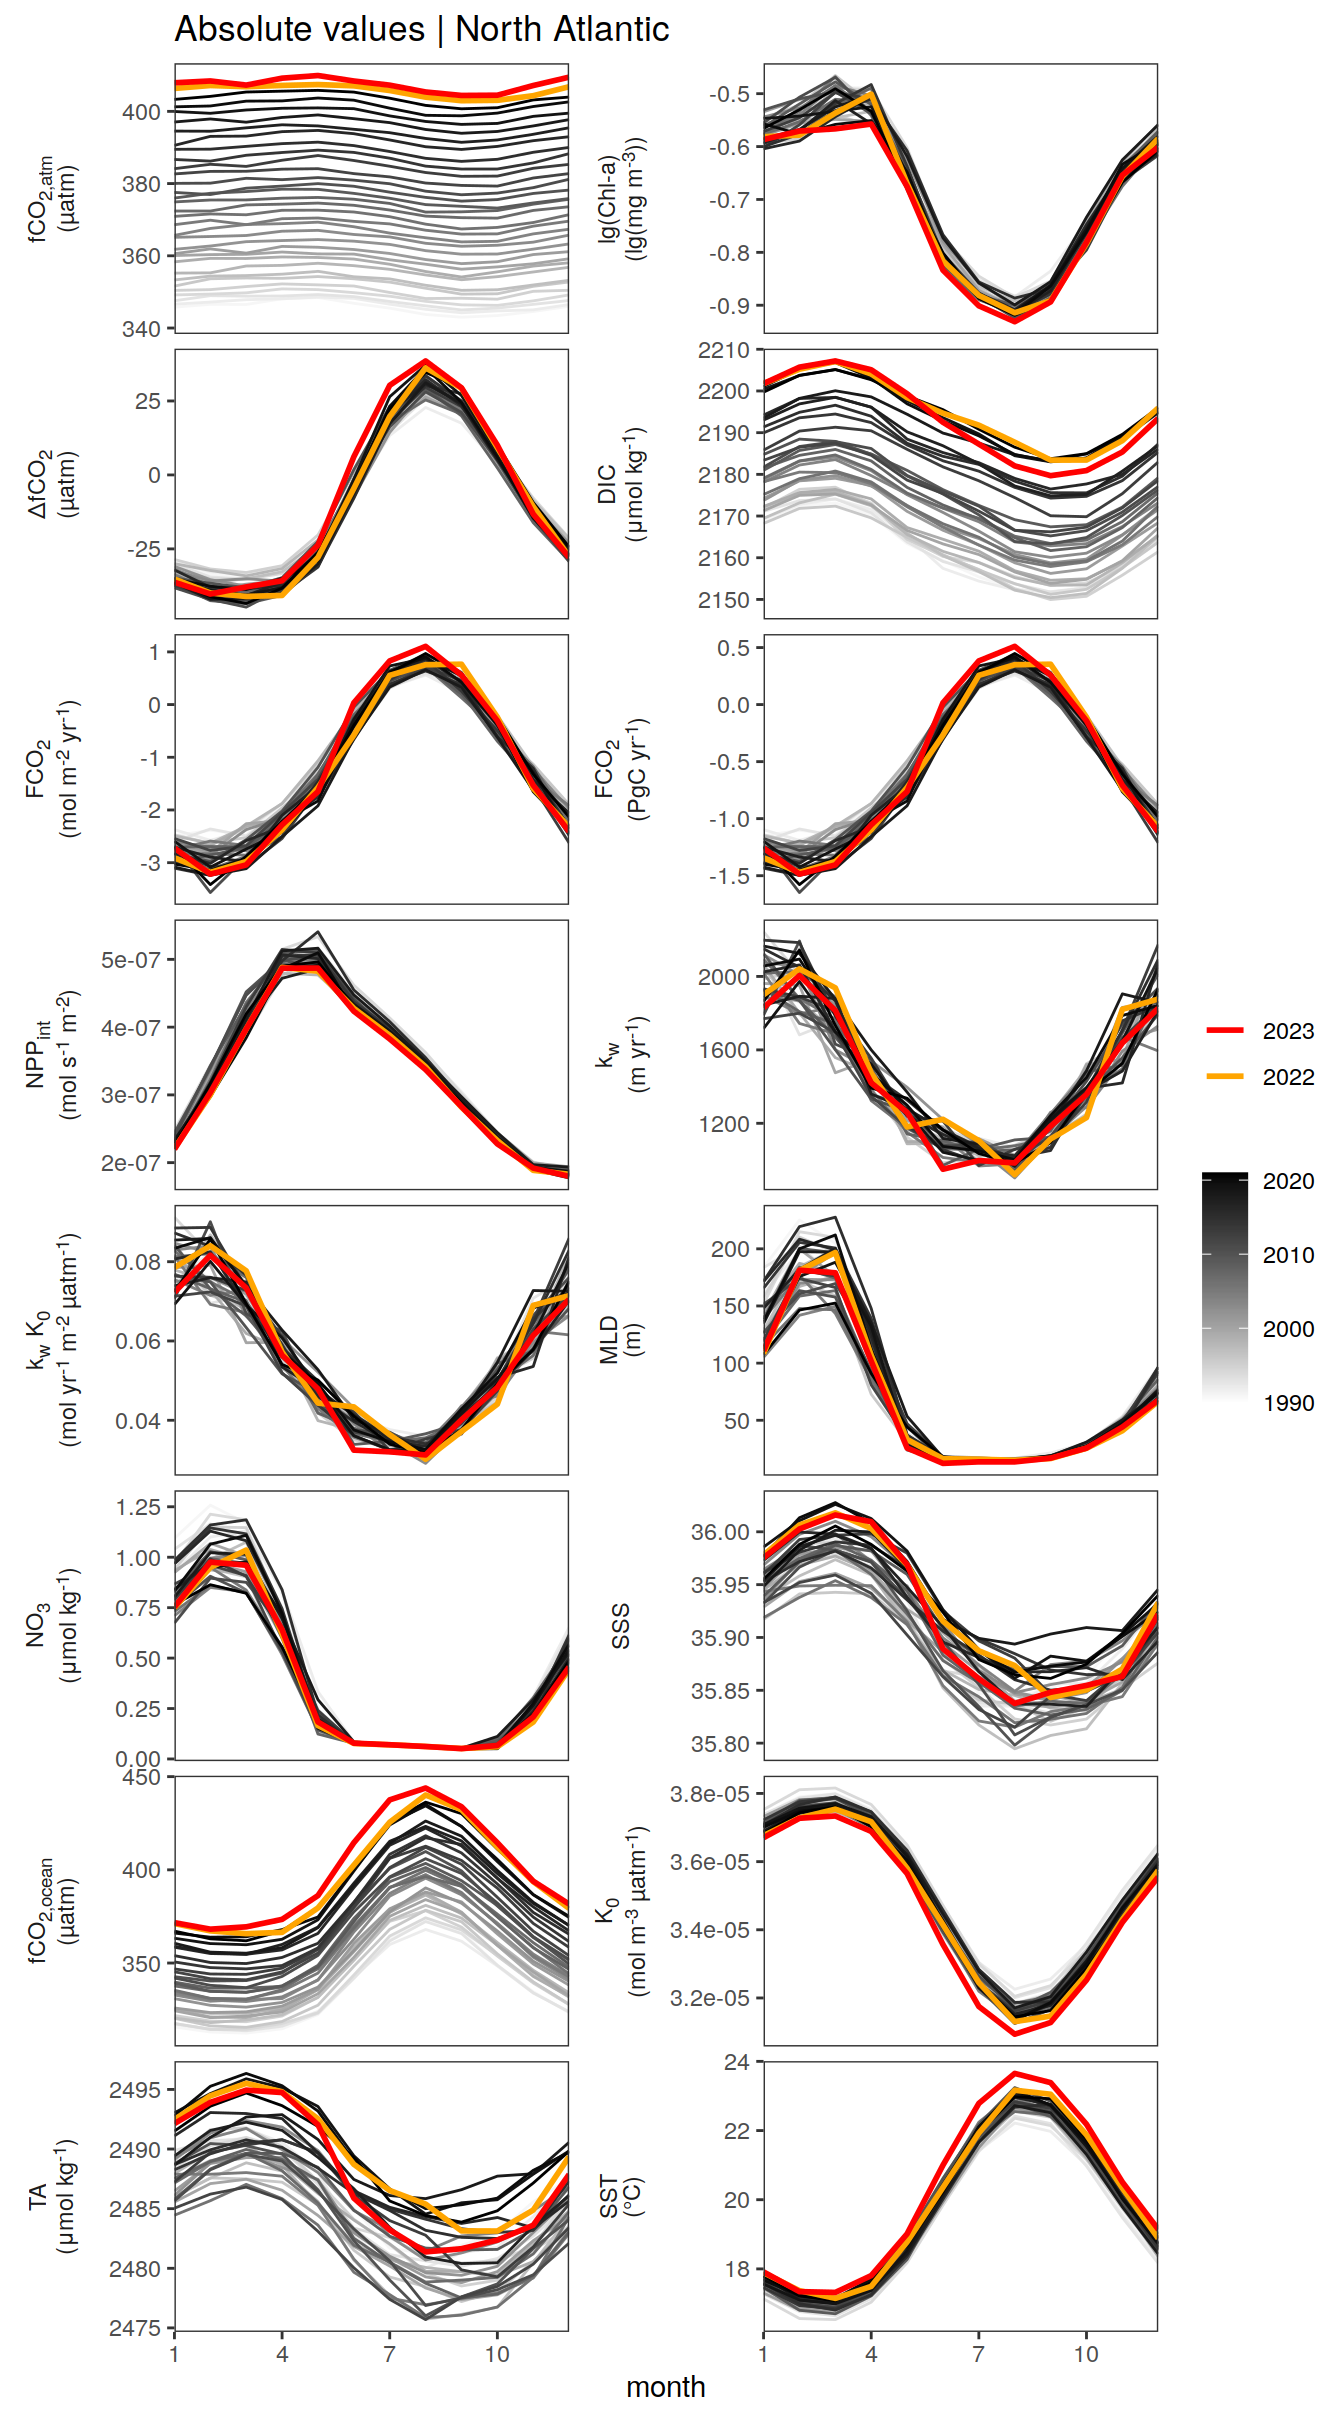 Absolute values | North Atlantic
fCO2,atm
(µatm)
400
380
360
340
lg(Chl-a)
(lg(mg m-3))
-0.5
-0.6
-0.7
-0.8
-0.9
ΔfCO2
(µatm)
25
0
-25
DIC
(µmol kg-1)
2210
2200
2190
2180
2170
2160
2150
FCO2
(mol m-2 yr-1)
1
0
-1
-2
-3
FCO2
(PgC yr-1)
0.5
0.0
-0.5
-1.0
-1.5
NPPint
(mol s-1 m-2)
5e-07
4e-07
3e-07
2e-07
kw
(m yr-1)
2000
1600
1200
kw K0
(mol yr-1 m-2 µatm-1)
0.08
0.06
0.04
MLD
(m)
200
150
100
50
NO3
(µmol kg-1)
1.25
1.00
0.75
0.50
0.25
0.00
SSS
36.00
35.95
35.90
35.85
35.80
fCO2,ocean
(µatm)
450
400
350
K0
(mol m-3 µatm-1)
3.8e-05
3.6e-05
3.4e-05
3.2e-05
TA
(µmol kg-1)
2495
2490
2485
2480
2475
SST
(°C)
24
22
20
18
1 4 7 10
1 4 7 10
month
2023
2022
2020
2010
2000
1990